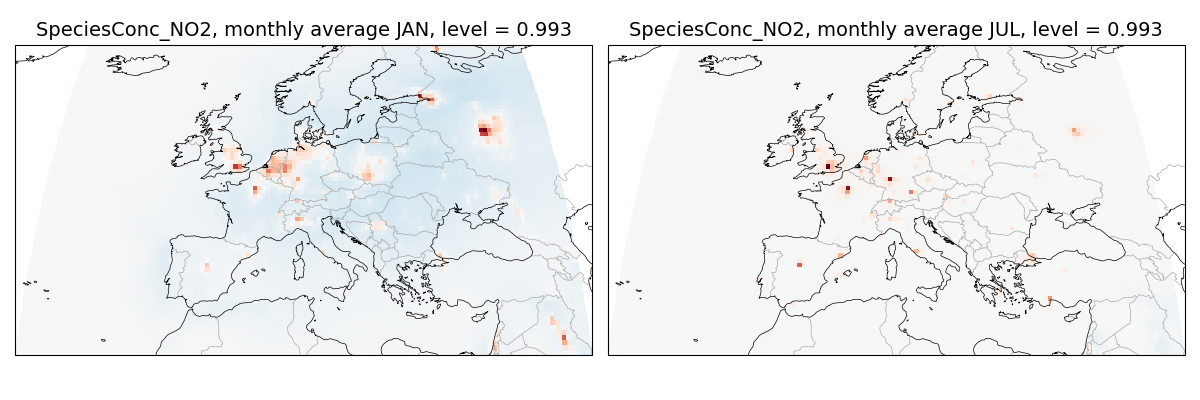 SpeciesConc_NO2, monthly average JAN, level = 0.993
SpeciesConc_NO2, monthly average JUL, level = 0.993